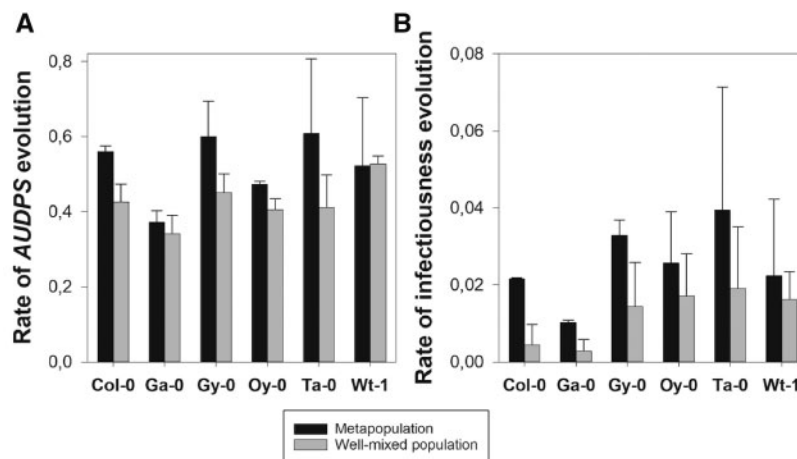 A
B
Rate of AUDPS evolution
0,8
0,6
0,4
0,2
0,0
Col-0 Ga-0 Gy-0 Oy-0 Ta-0 Wt-1
Rate of infectiousness evolution
0,08
0,06
0,04
0,02
0,00
Col-0 Ga-0 Gy-0 Oy-0 Ta-0 Wt-1
Metapopulation
Well-mixed population